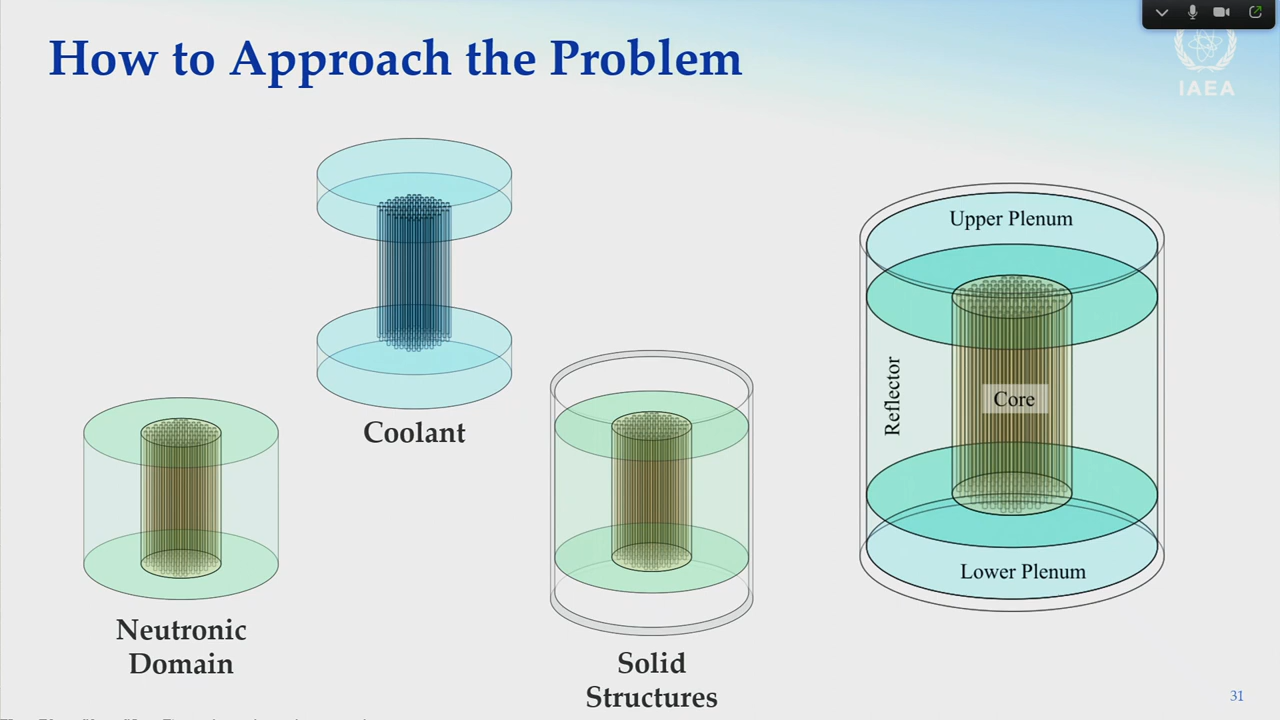 How to Approach the Problem
IAEA
Upper Plenum
Reflector
Core
Lower Plenum
Coolant
Neutronic
Domain
Solid
Structures
31